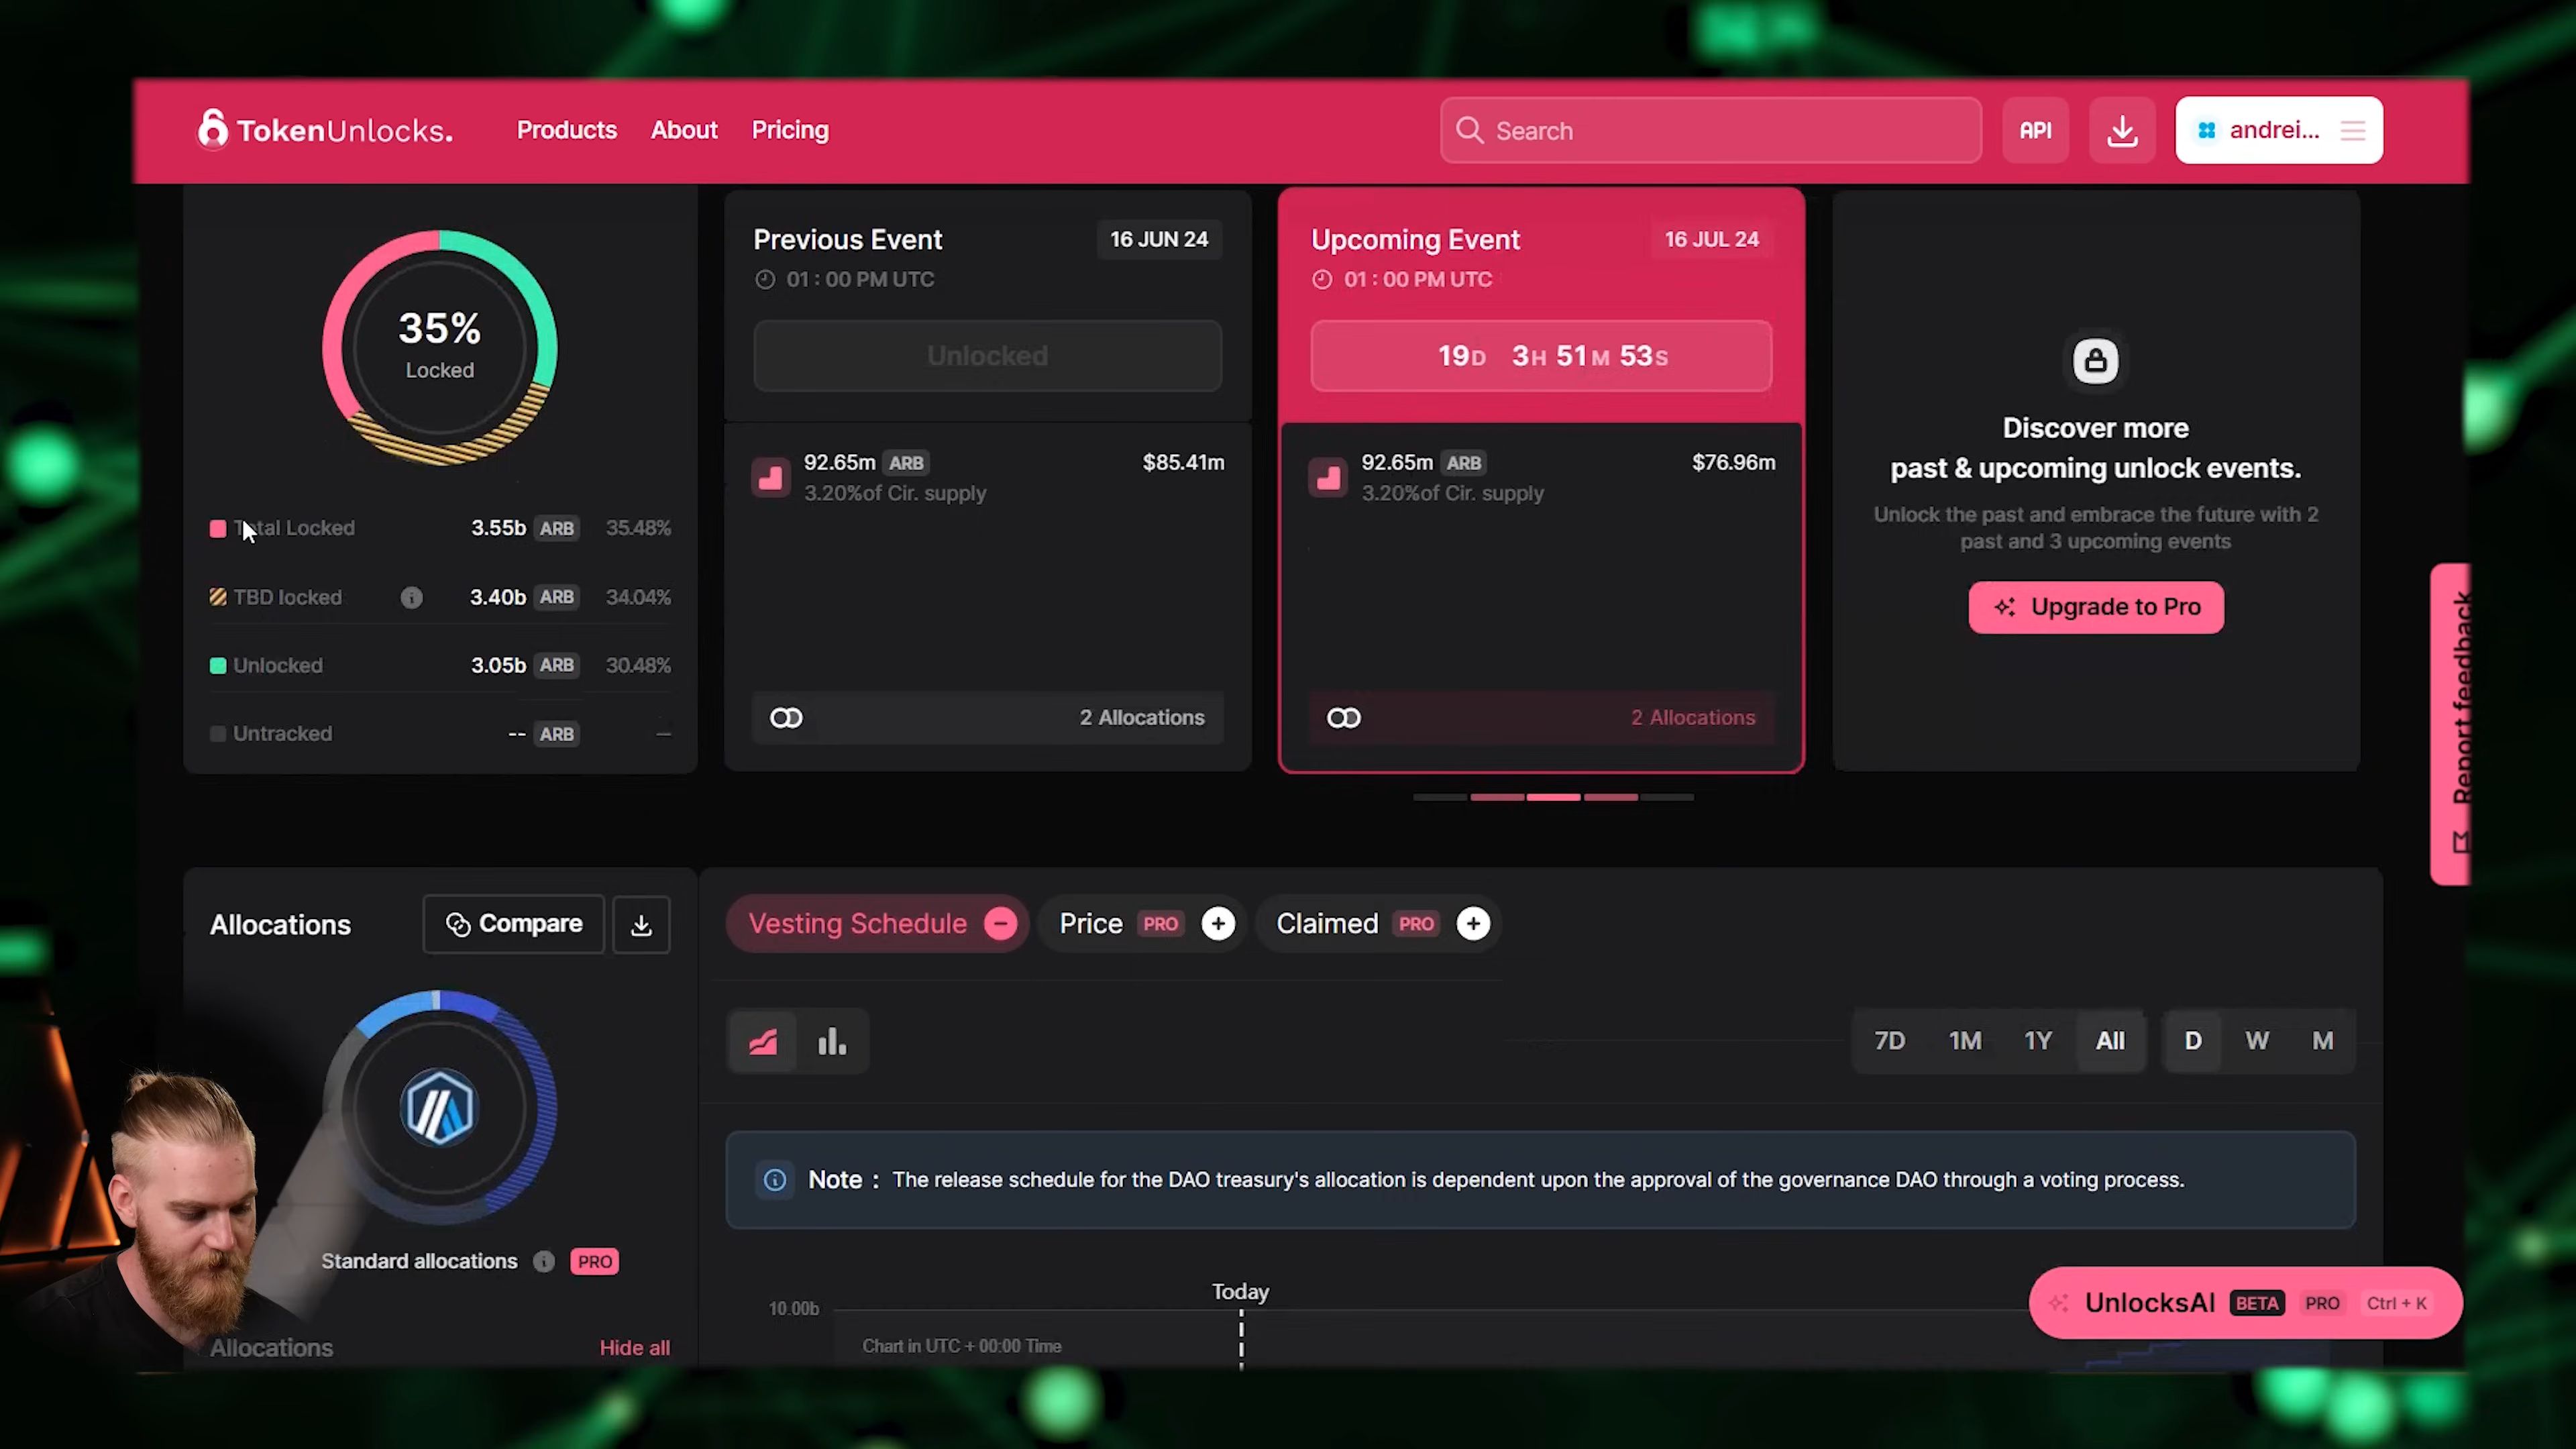 TokenUnlocks.
Products
About
Pricing
Search
API
andrei...
35%
Locked
Total Locked 3.55b ARB 35.48%
TBD locked 3.40b ARB 34.04%
Unlocked 3.05b ARB 30.48%
Untracked -- ARB —
Previous Event 16 JUN 24
01 : 00 PM UTC
Unlocked
92.65m ARB $85.41m
3.20%of Cir. supply
2 Allocations
Upcoming Event 16 JUL 24
01 : 00 PM UTC
19D 3H 51M 53S
92.65m ARB $76.96m
3.20%of Cir. supply
2 Allocations
Discover more
past & upcoming unlock events.
Unlock the past and embrace the future with 2
past and 3 upcoming events
Upgrade to Pro
Report feedback
Allocations
Compare
Standard allocations PRO
Allocations Hide all
Vesting Schedule
Price PRO
Claimed PRO
7D 1M 1Y All D W M
Note : The release schedule for the DAO treasury's allocation is dependent upon the approval of the governance DAO through a voting process.
Today
10.00b
Chart in UTC + 00:00 Time
UnlocksAI BETA PRO Ctrl + K